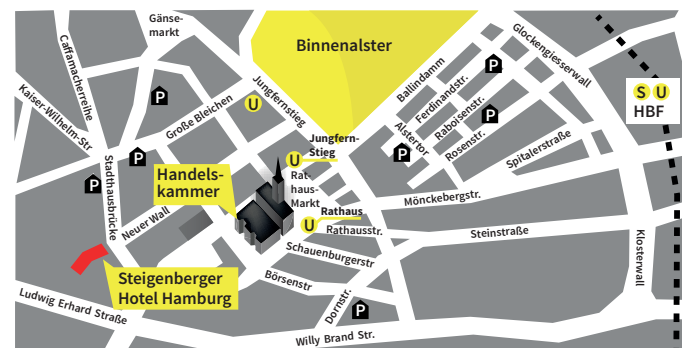 Gänse-
markt
Binnenalster
Caffamacherreihe
Kaiser-Wilhelm-Str
Glockengiesserwall
Ballindamm
Ferdinandstr.
Raboisenstr.
Rosenstr.
Alstertor
Spitalerstraße
P
P
P
P
P
P
P
S U
HBF
Jungfernstieg
U
Große Bleichen
U
Jungfern-
Stieg
Stadthausbrücke
Handels-
kammer
Rat-
haus-
Markt
Mönckebergstr.
Neuer Wall
U
Rathaus
Rathausstr.
Steinstraße
Schauenburgerstr
Klosterwall
Steigenberger
Hotel Hamburg
Börsenstr
Dornstr.
Ludwig Erhard Straße
Willy Brand Str.